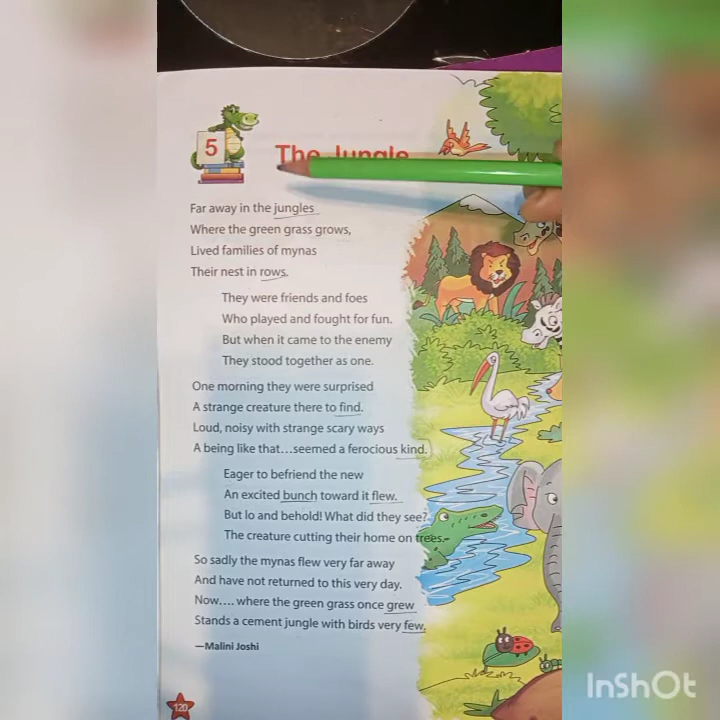 5
The Jungle
Far away in the jungles
Where the green grass grows,
Lived families of mynas
Their nest in rows.
They were friends and foes
Who played and fought for fun.
But when it came to the enemy
They stood together as one.
One morning they were surprised
A strange creature there to find.
Loud, noisy with strange scary ways
A being like that...seemed a ferocious kind.
Eager to befriend the new
An excited bunch toward it flew.
But lo and behold! What did they see?
The creature cutting their home on trees.
So sadly the mynas flew very far away
And have not returned to this very day.
Now.... where the green grass once grew
Stands a cement jungle with birds very few.
—Malini Joshi
120
InShOt